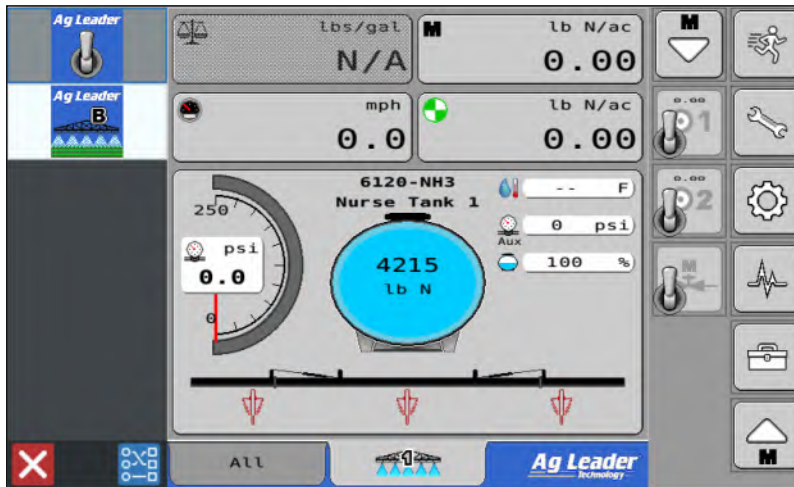 Ag Leader
Ag Leader
B
lbs/gal
N/A
M
lb N/ac
0.00
mph
0.0
lb N/ac
0.00
6120-NH3
Nurse Tank 1
250
psi
0.0
0
4215
lb N
-- F
0 psi
Aux
100 %
M
0.00
1
0.00
2
M
M
All
1
Ag Leader
Technology